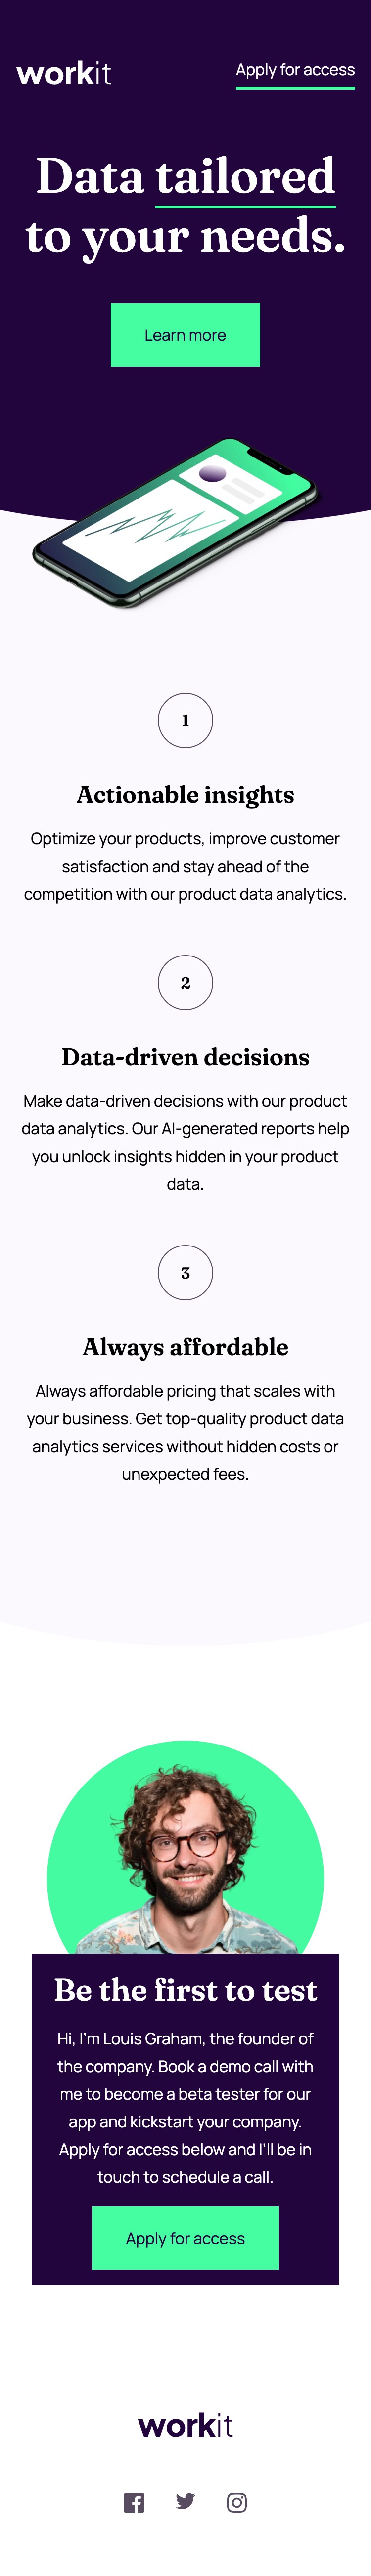 workit
Apply for access
Data tailored
to your needs.
Learn more
1
Actionable insights
Optimize your products, improve customer
satisfaction and stay ahead of the
competition with our product data analytics.
2
Data-driven decisions
Make data-driven decisions with our product
data analytics. Our AI-generated reports help
you unlock insights hidden in your product
data.
3
Always affordable
Always affordable pricing that scales with
your business. Get top-quality product data
analytics services without hidden costs or
unexpected fees.
Be the first to test
Hi, I'm Louis Graham, the founder of
the company. Book a demo call with
me to become a beta tester for our
app and kickstart your company.
Apply for access below and I'll be in
touch to schedule a call.
Apply for access
workit